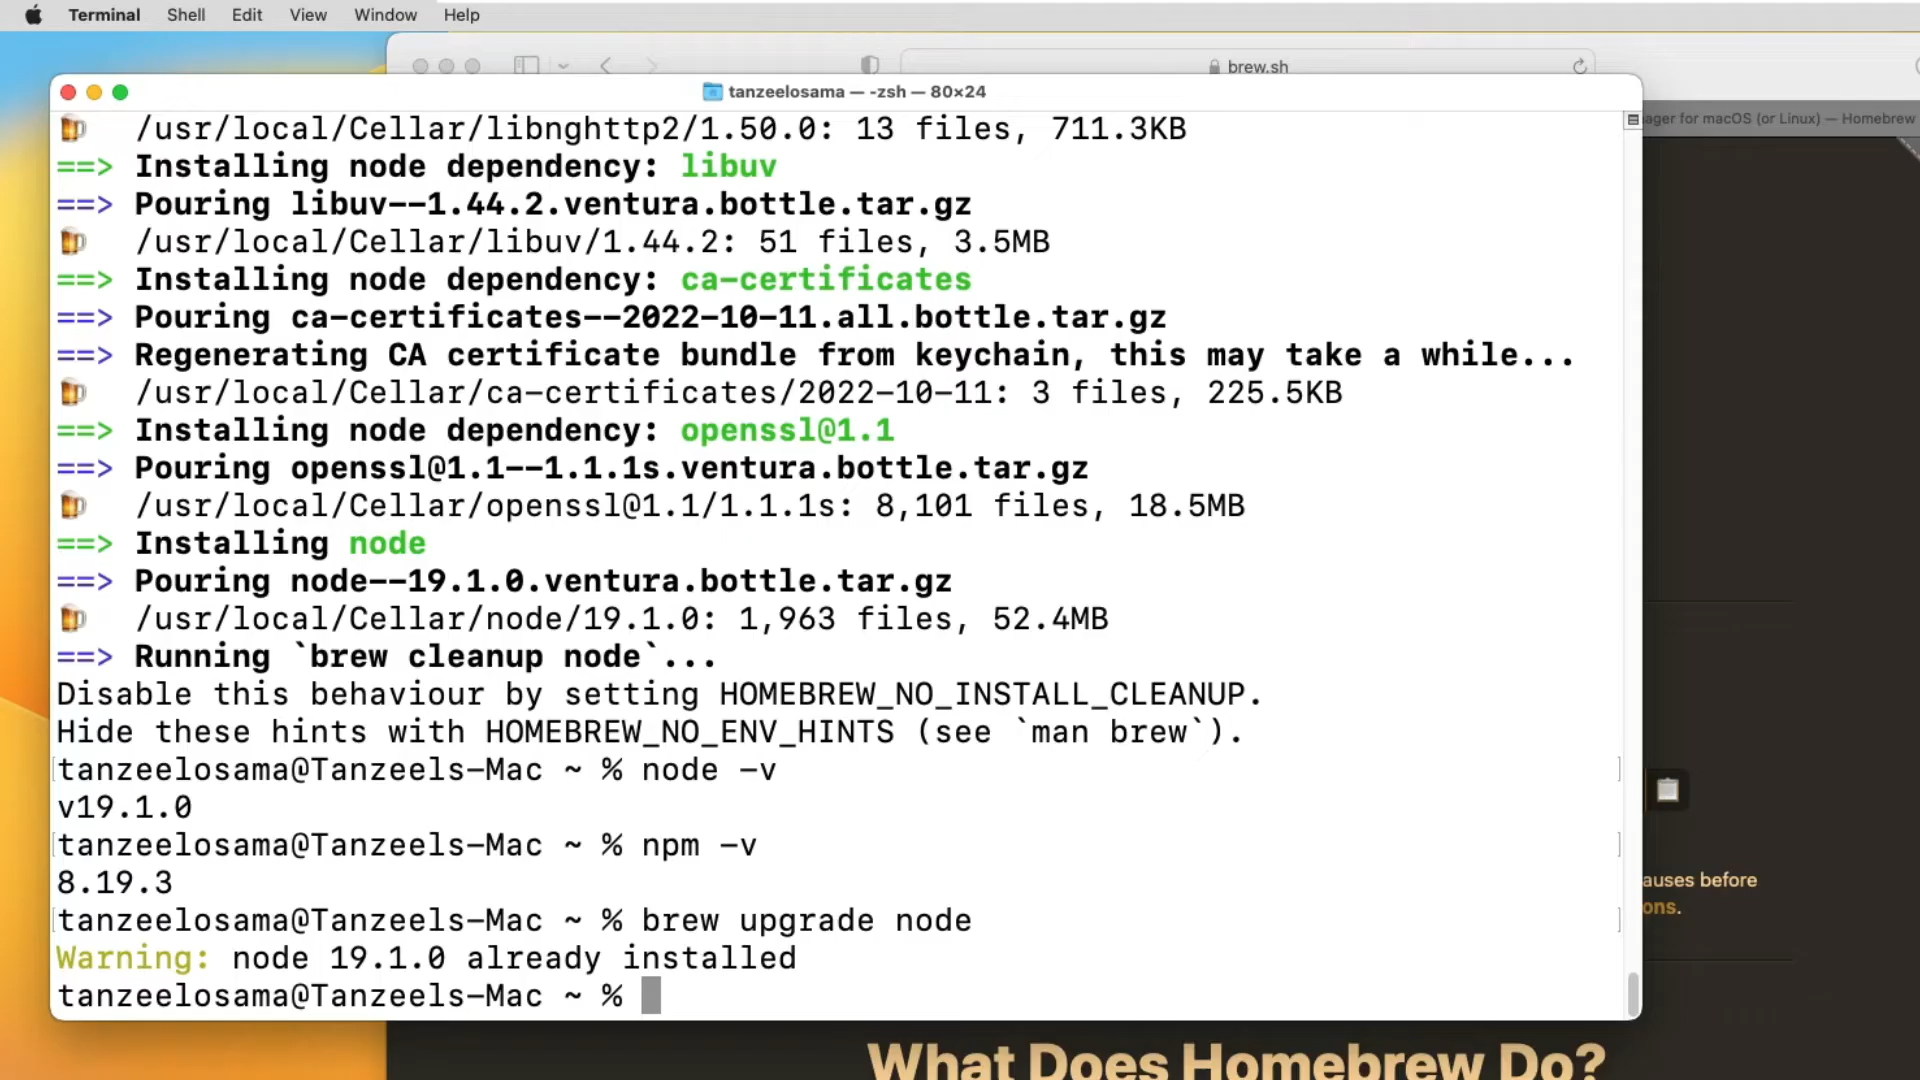 Terminal Shell Edit View Window Help
brew.sh
tanzeelosama — -zsh — 80×24
ager for macOS (or Linux) — Homebrew
/usr/local/Cellar/libnghttp2/1.50.0: 13 files, 711.3KB
==> Installing node dependency: libuv
==> Pouring libuv--1.44.2.ventura.bottle.tar.gz
/usr/local/Cellar/libuv/1.44.2: 51 files, 3.5MB
==> Installing node dependency: ca-certificates
==> Pouring ca-certificates--2022-10-11.all.bottle.tar.gz
==> Regenerating CA certificate bundle from keychain, this may take a while...
/usr/local/Cellar/ca-certificates/2022-10-11: 3 files, 225.5KB
==> Installing node dependency: openssl@1.1
==> Pouring openssl@1.1--1.1.1s.ventura.bottle.tar.gz
/usr/local/Cellar/openssl@1.1/1.1.1s: 8,101 files, 18.5MB
==> Installing node
==> Pouring node--19.1.0.ventura.bottle.tar.gz
/usr/local/Cellar/node/19.1.0: 1,963 files, 52.4MB
==> Running `brew cleanup node`...
Disable this behaviour by setting HOMEBREW_NO_INSTALL_CLEANUP.
Hide these hints with HOMEBREW_NO_ENV_HINTS (see `man brew`).
tanzeelosama@Tanzeels-Mac ~ % node -v
v19.1.0
tanzeelosama@Tanzeels-Mac ~ % npm -v
8.19.3
tanzeelosama@Tanzeels-Mac ~ % brew upgrade node
Warning: node 19.1.0 already installed
tanzeelosama@Tanzeels-Mac ~ %
auses before
ons.
What Does Homebrew Do?